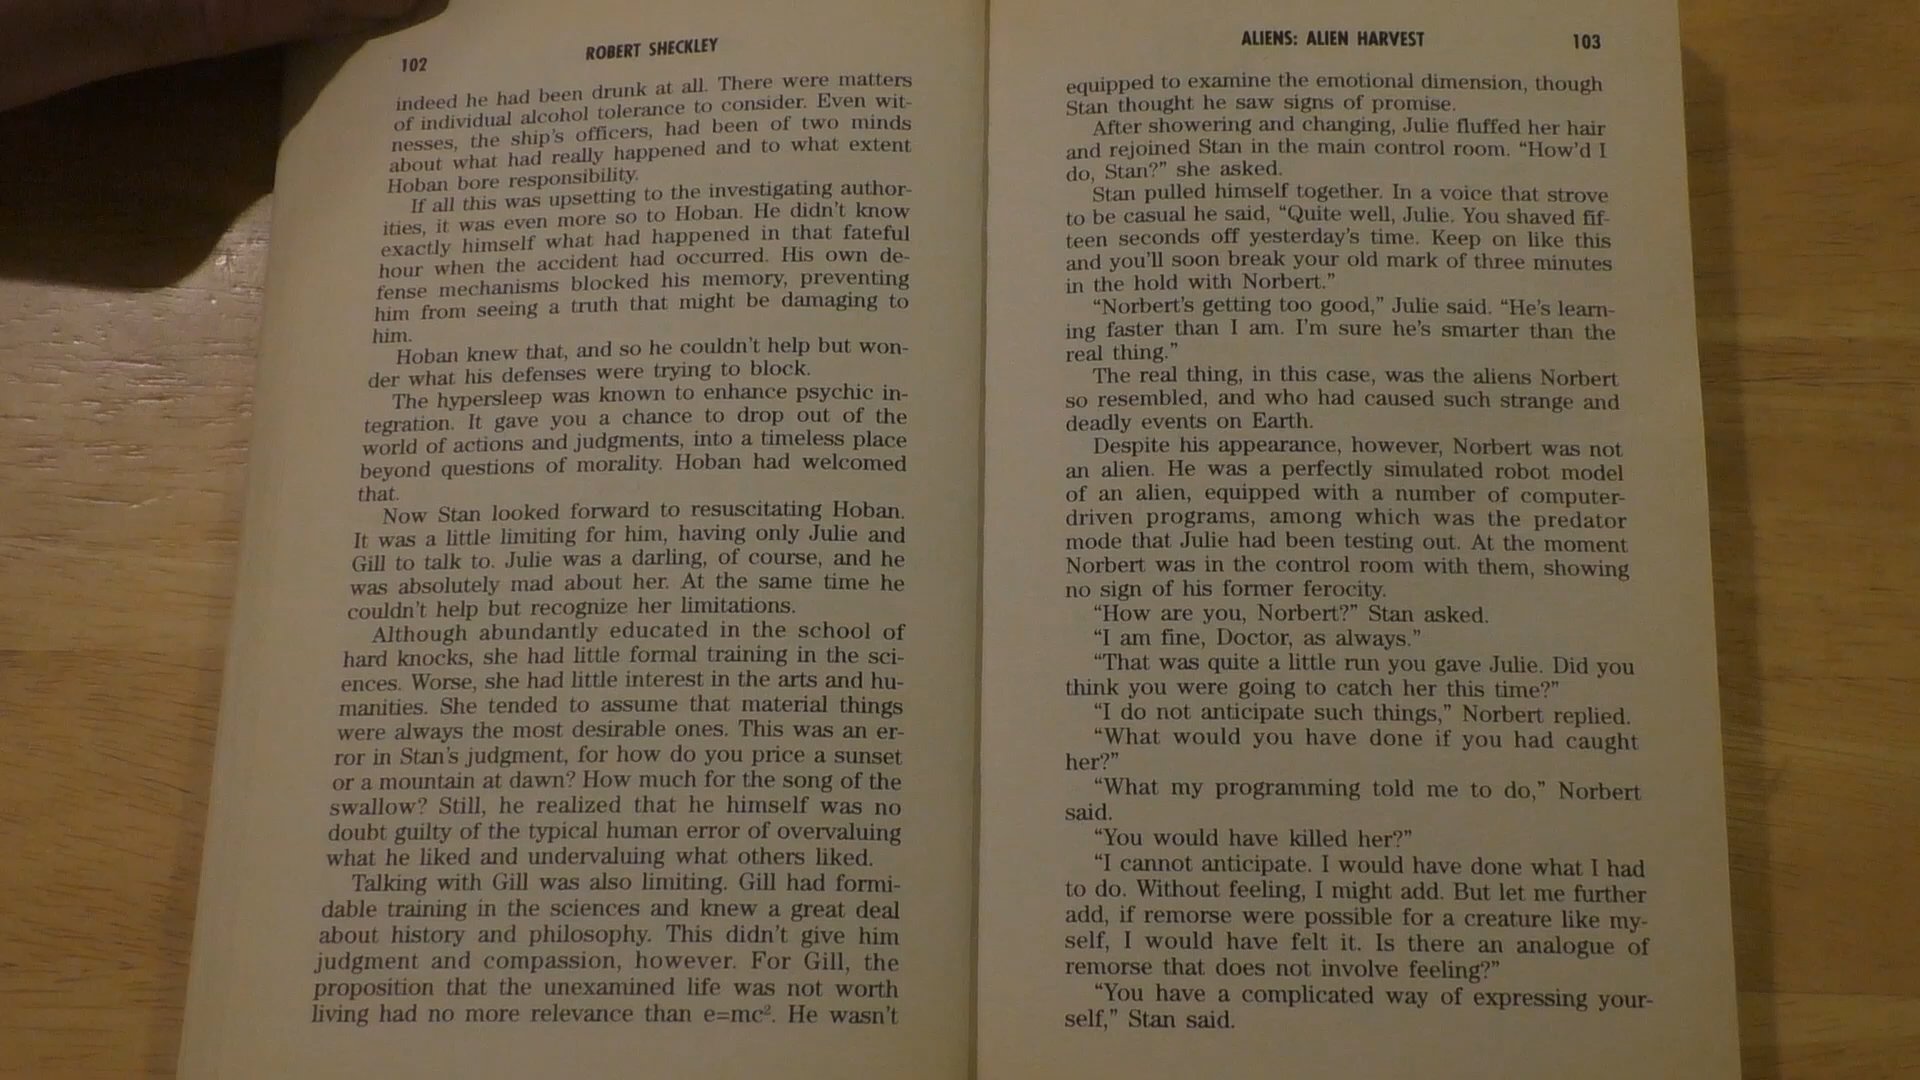 102
ROBERT SHECKLEY
indeed he had been drunk at all. There were matters
of individual alcohol tolerance to consider. Even wit-
nesses, the ship's officers, had been of two minds
about what had really happened and to what extent
Hoban bore responsibility.
If all this was upsetting to the investigating author-
ities, it was even more so to Hoban. He didn't know
exactly himself what had happened in that fateful
hour when the accident had occurred. His own de-
fense mechanisms blocked his memory, preventing
him from seeing a truth that might be damaging to
him.
Hoban knew that, and so he couldn't help but won-
der what his defenses were trying to block.
The hypersleep was known to enhance psychic in-
tegration. It gave you a chance to drop out of the
world of actions and judgments, into a timeless place
beyond questions of morality. Hoban had welcomed
that.
Now Stan looked forward to resuscitating Hoban.
It was a little limiting for him, having only Julie and
Gill to talk to. Julie was a darling, of course, and he
was absolutely mad about her. At the same time he
couldn't help but recognize her limitations.
Although abundantly educated in the school of
hard knocks, she had little formal training in the sci-
ences. Worse, she had little interest in the arts and hu-
manities. She tended to assume that material things
were always the most desirable ones. This was an er-
ror in Stan's judgment, for how do you price a sunset
or a mountain at dawn? How much for the song of the
swallow? Still, he realized that he himself was no
doubt guilty of the typical human error of overvaluing
what he liked and undervaluing what others liked.
Talking with Gill was also limiting. Gill had formi-
dable training in the sciences and knew a great deal
about history and philosophy. This didn't give him
judgment and compassion, however. For Gill, the
proposition that the unexamined life was not worth
living had no more relevance than e=mc². He wasn't
ALIENS: ALIEN HARVEST
103
equipped to examine the emotional dimension, though
Stan thought he saw signs of promise.
After showering and changing, Julie fluffed her hair
and rejoined Stan in the main control room. “How'd I
do, Stan?” she asked.
Stan pulled himself together. In a voice that strove
to be casual he said, “Quite well, Julie. You shaved fif-
teen seconds off yesterday's time. Keep on like this
and you'll soon break your old mark of three minutes
in the hold with Norbert.”
“Norbert's getting too good,” Julie said. “He's learn-
ing faster than I am. I'm sure he's smarter than the
real thing.”
The real thing, in this case, was the aliens Norbert
so resembled, and who had caused such strange and
deadly events on Earth.
Despite his appearance, however, Norbert was not
an alien. He was a perfectly simulated robot model
of an alien, equipped with a number of computer-
driven programs, among which was the predator
mode that Julie had been testing out. At the moment
Norbert was in the control room with them, showing
no sign of his former ferocity.
“How are you, Norbert?” Stan asked.
“I am fine, Doctor, as always.”
“That was quite a little run you gave Julie. Did you
think you were going to catch her this time?”
“I do not anticipate such things,” Norbert replied.
“What would you have done if you had caught
her?”
“What my programming told me to do,” Norbert
said.
“You would have killed her?”
“I cannot anticipate. I would have done what I had
to do. Without feeling, I might add. But let me further
add, if remorse were possible for a creature like my-
self, I would have felt it. Is there an analogue of
remorse that does not involve feeling?”
“You have a complicated way of expressing your-
self,” Stan said.